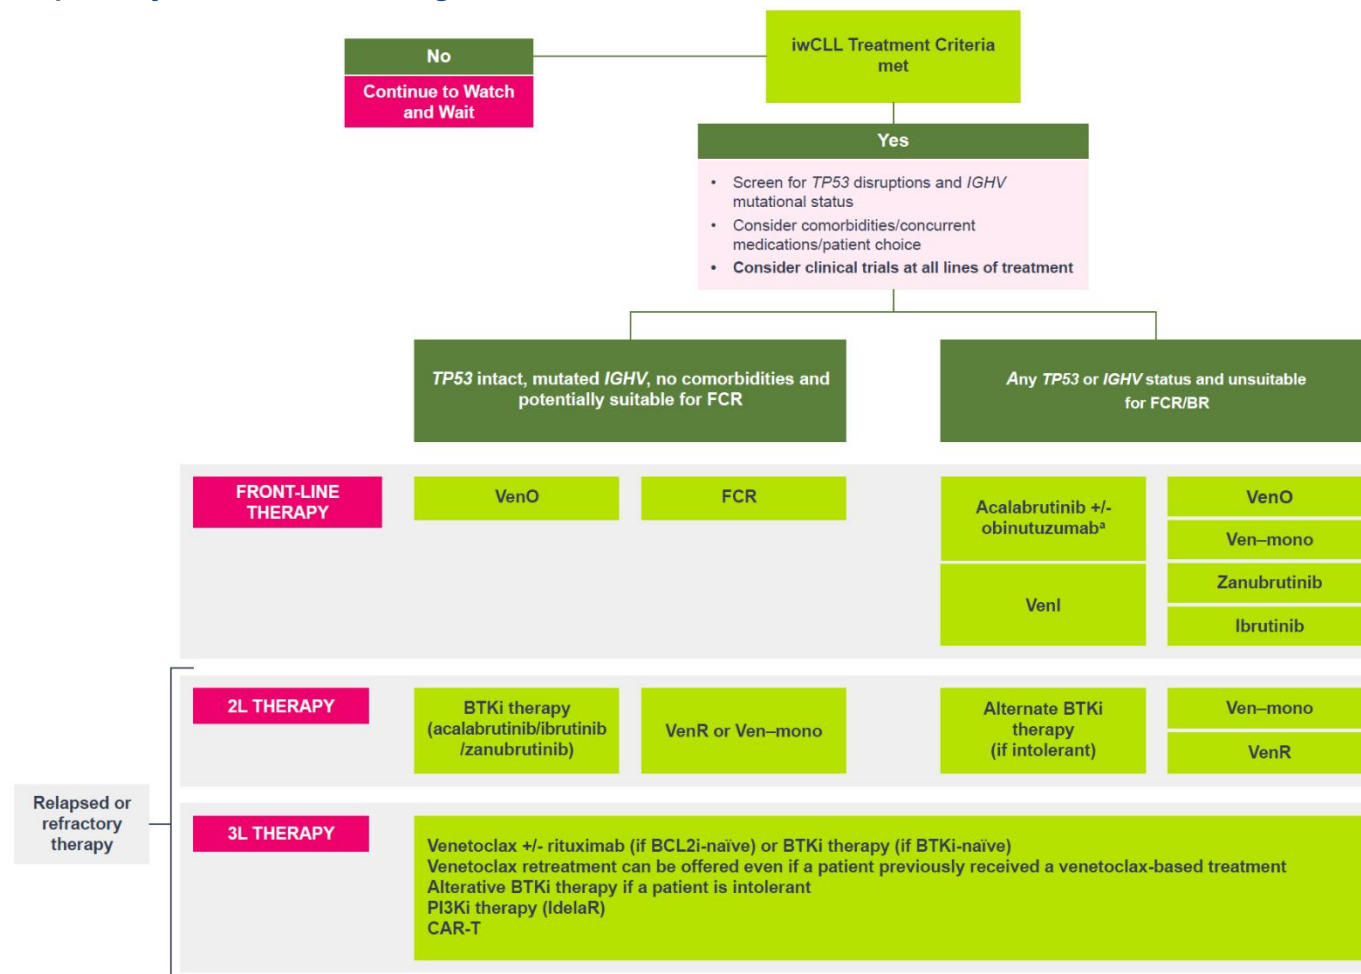 iwCLL Treatment Criteria
met
No
Continue to Watch
and Wait
Yes
• Screen for TP53 disruptions and IGHV
mutational status
• Consider comorbidities/concurrent
medications/patient choice
• Consider clinical trials at all lines of treatment
TP53 intact, mutated IGHV, no comorbidities and
potentially suitable for FCR
Any TP53 or IGHV status and unsuitable
for FCR/BR
FRONT-LINE
THERAPY
VenO
FCR
Acalabrutinib +/-
obinutuzumabᵃ
VenI
VenO
Ven–mono
Zanubrutinib
Ibrutinib
2L THERAPY
BTKi therapy
(acalabrutinib/ibrutinib
/zanubrutinib)
VenR or Ven–mono
Alternate BTKi
therapy
(if intolerant)
Ven–mono
VenR
Relapsed or
refractory
therapy
3L THERAPY
Venetoclax +/- rituximab (if BCL2i-naïve) or BTKi therapy (if BTKi-naïve)
Venetoclax retreatment can be offered even if a patient previously received a venetoclax-based treatment
Alterative BTKi therapy if a patient is intolerant
PI3Ki therapy (IdelaR)
CAR-T